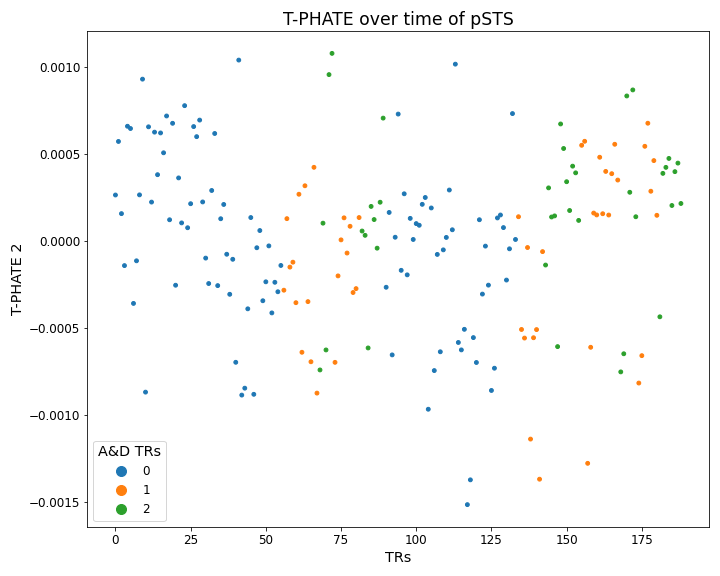 T-PHATE over time of pSTS
T-PHATE 2
0.0010
0.0005
0.0000
−0.0005
−0.0010
−0.0015
A&D TRs
0
1
2
0 25 50 75 100 125 150 175
TRs